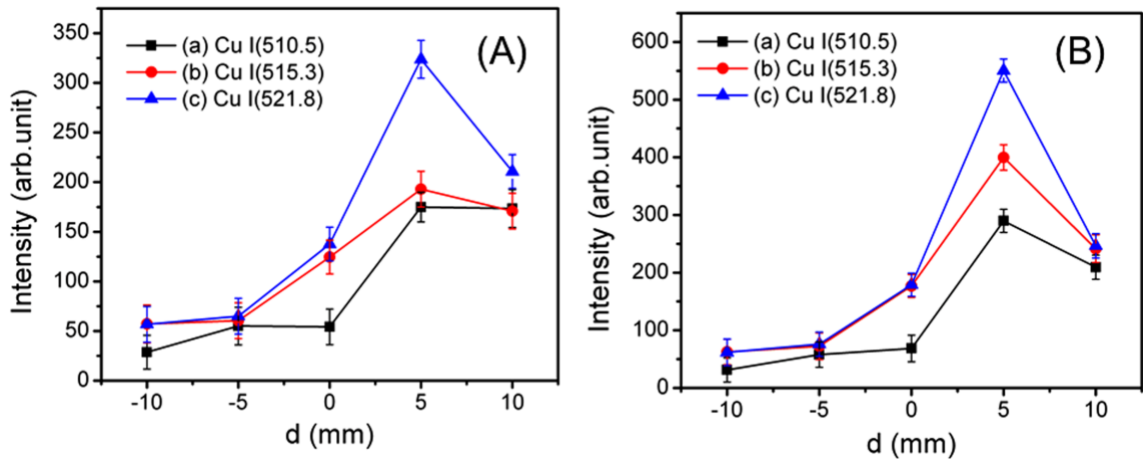 (A)
(a) Cu I(510.5)
(b) Cu I(515.3)
(c) Cu I(521.8)
Intensity (arb.unit)
350
300
250
200
150
100
50
0
-10 -5 0 5 10
d (mm)
(B)
(a) Cu I(510.5)
(b) Cu I(515.3)
(c) Cu I(521.8)
Intensity (arb.unit)
600
500
400
300
200
100
0
-10 -5 0 5 10
d (mm)